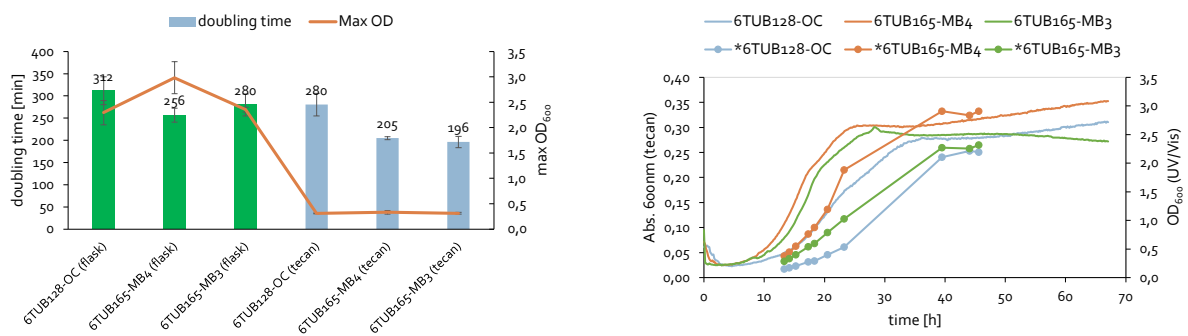 doubling time Max OD
doubling time [min]
400
350
300
250
200
150
100
50
0
312
256
280
280
205
196
3,5
3,0
2,5
2,0
1,5
1,0
0,5
0,0
max OD600
6TUB128-OC (flask)
6TUB165-MB4 (flask)
6TUB165-MB3 (flask)
6TUB128-OC (tecan)
6TUB165-MB4 (tecan)
6TUB165-MB3 (tecan)
6TUB128-OC 6TUB165-MB4 6TUB165-MB3
*6TUB128-OC *6TUB165-MB4 *6TUB165-MB3
Abs. 600nm (tecan)
0,40
0,35
0,30
0,25
0,20
0,15
0,10
0,05
0,00
3,5
3,0
2,5
2,0
1,5
1,0
0,5
0,0
OD600 (UV/Vis)
0 10 20 30 40 50 60 70
time [h]